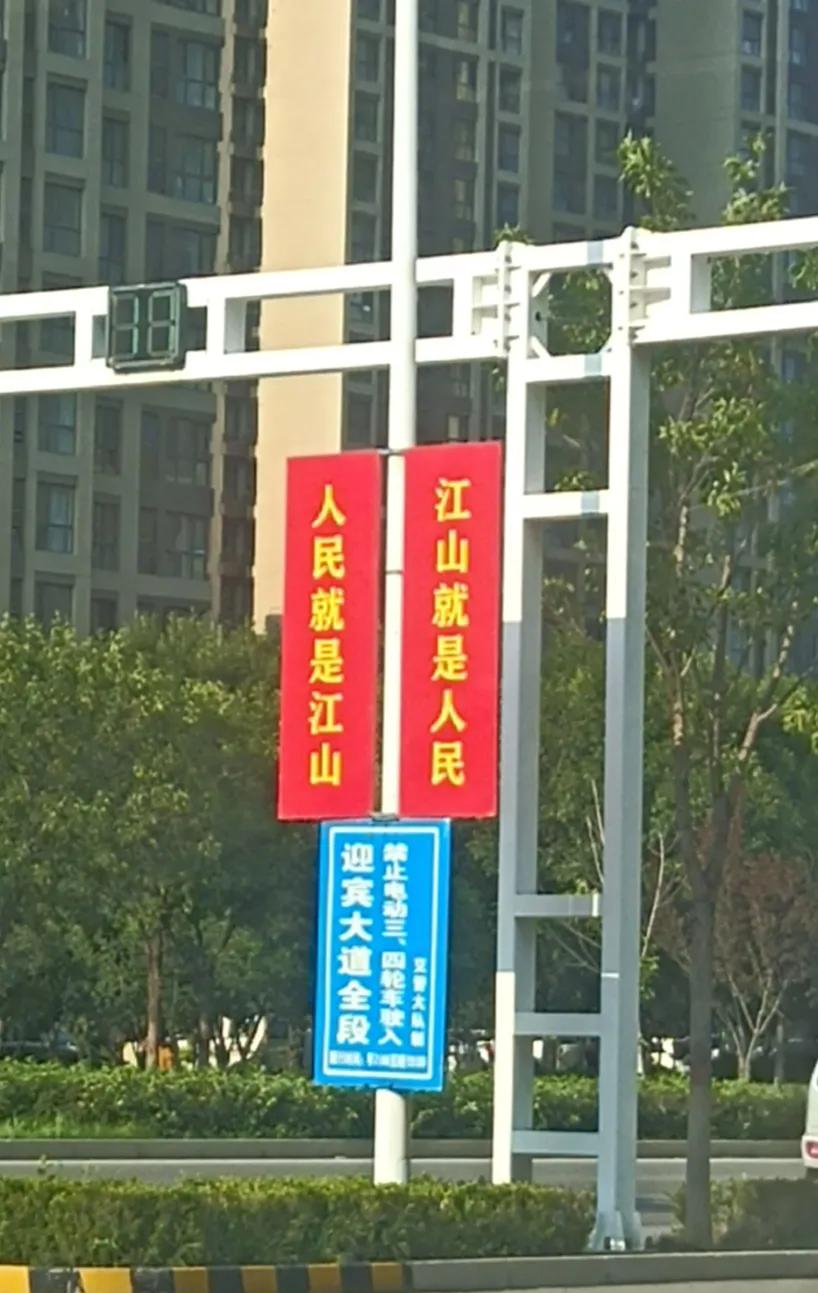 江山就是人民
人民就是江山
迎宾大道全段
禁止电动三、四轮车驶入
交警大队制